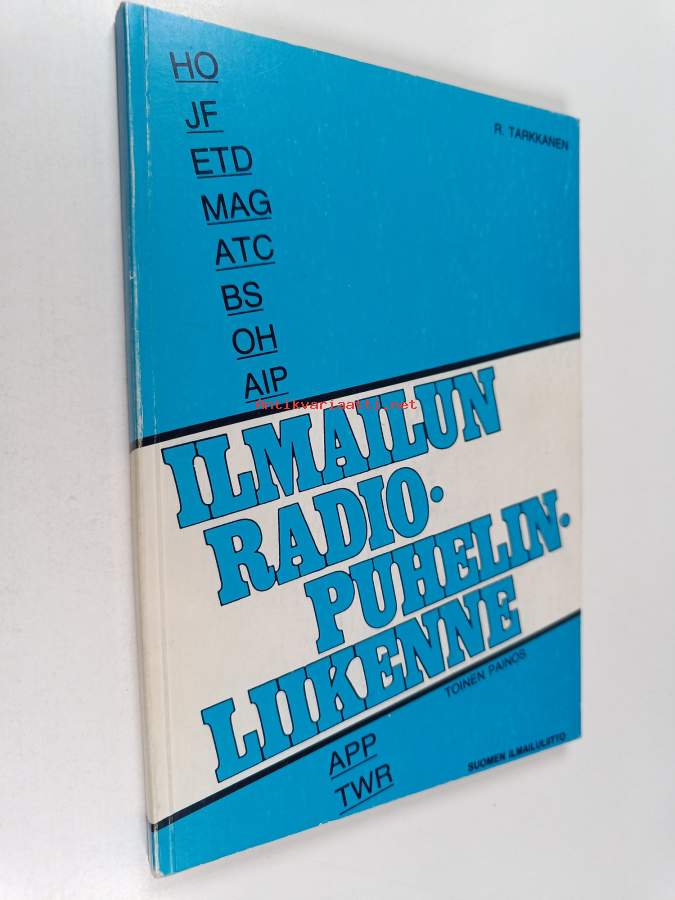 HO
JF
ETD
MAG
ATC
BS
OH
AIP
R. TARKKANEN
antikvariaatti.net
ILMAILUN
RADIO-
PUHELIN-
LIIKENNE
TOINEN PAINOS
APP
TWR
SUOMEN ILMAILULIITTO